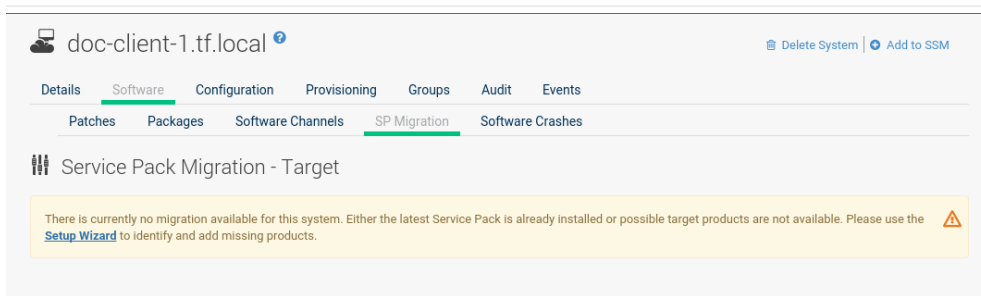 doc-client-1.tf.local ?
Delete System | Add to SSM
Details Software Configuration Provisioning Groups Audit Events
Patches Packages Software Channels SP Migration Software Crashes
Service Pack Migration - Target
There is currently no migration available for this system. Either the latest Service Pack is already installed or possible target products are not available. Please use the
Setup Wizard to identify and add missing products.